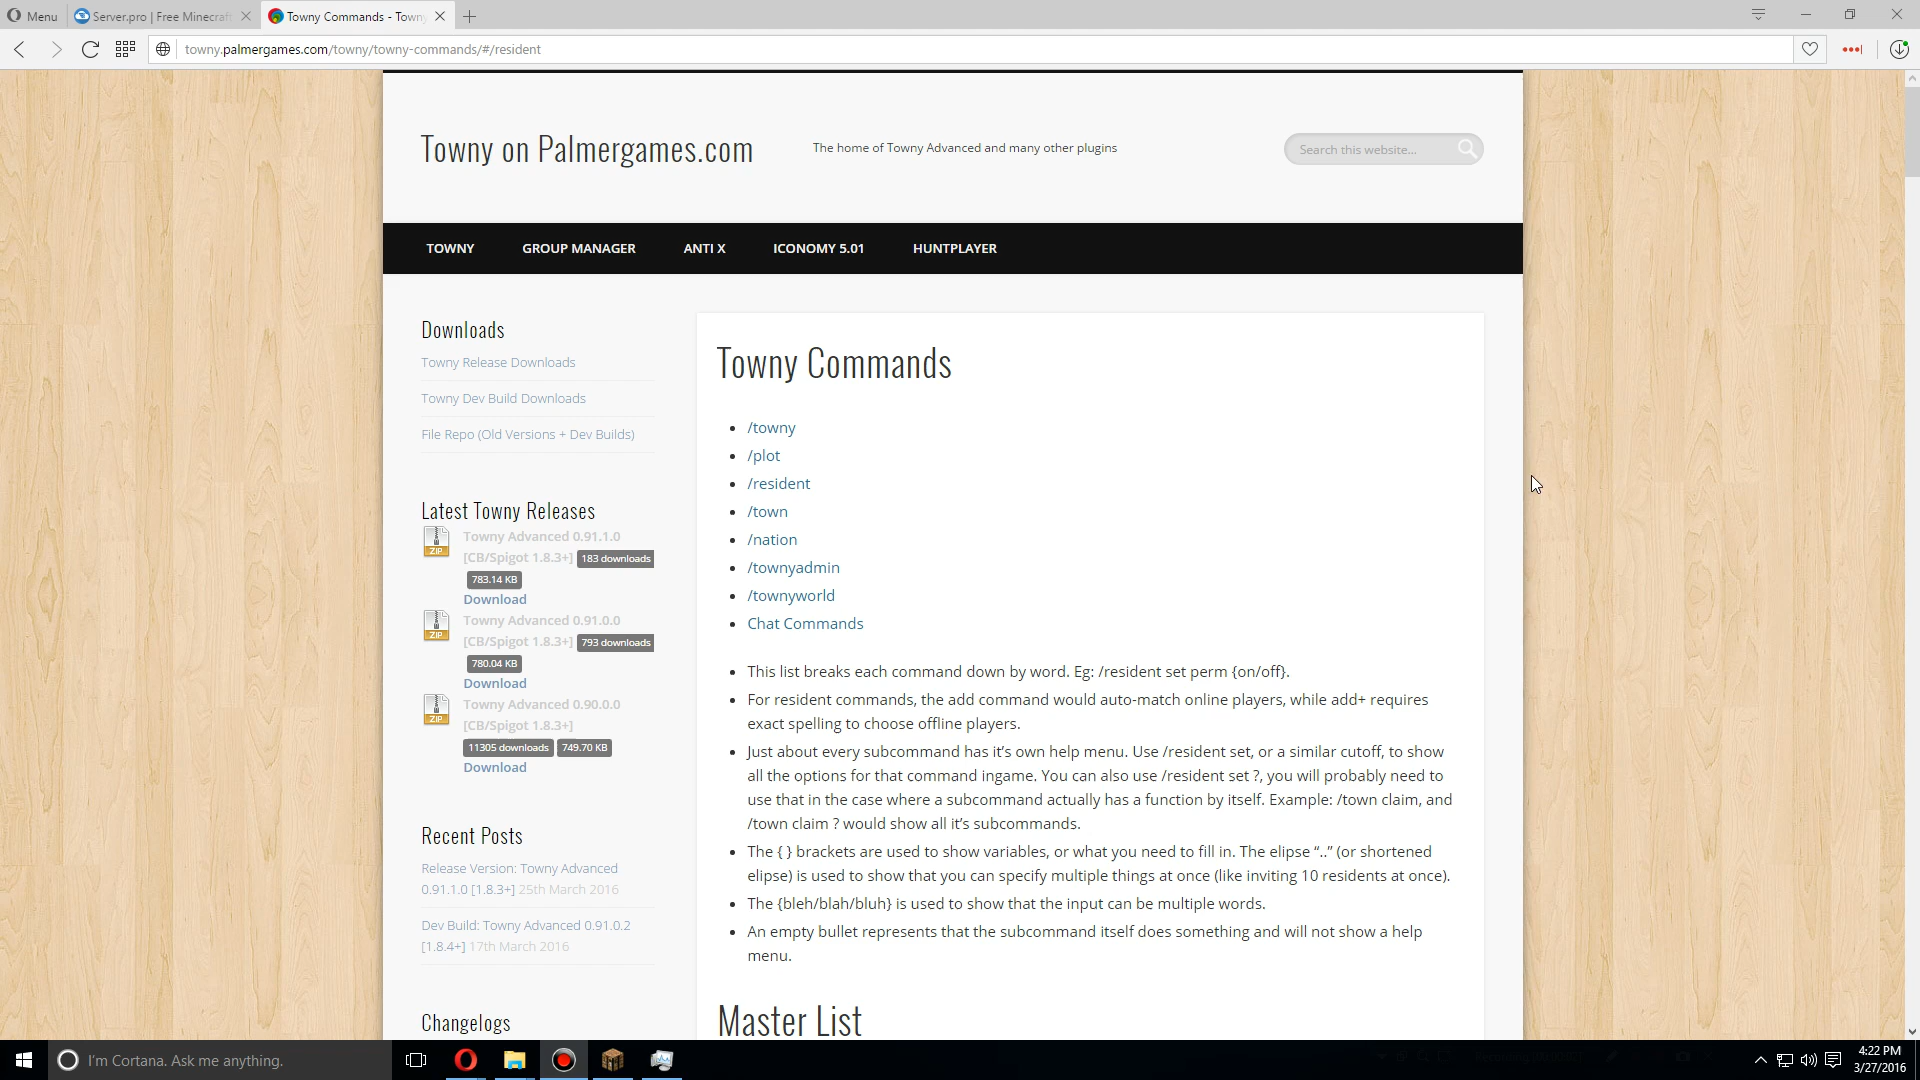 Menu
Server.pro | Free Minecraft
Towny Commands - Towny
towny.palmergames.com/towny/towny-commands/#/resident
Towny on Palmergames.com
The home of Towny Advanced and many other plugins
Search this website...
TOWNY GROUP MANAGER ANTI X ICONOMY 5.01 HUNTPLAYER
Downloads
Towny Release Downloads
Towny Dev Build Downloads
File Repo (Old Versions + Dev Builds)
Latest Towny Releases
ZIP
Towny Advanced 0.91.1.0
[CB/Spigot 1.8.3+] 183 downloads
783.14 KB
Download
ZIP
Towny Advanced 0.91.0.0
[CB/Spigot 1.8.3+] 793 downloads
780.04 KB
Download
ZIP
Towny Advanced 0.90.0.0
[CB/Spigot 1.8.3+]
11305 downloads 749.70 KB
Download
Recent Posts
Release Version: Towny Advanced
0.91.1.0 [1.8.3+] 25th March 2016
Dev Build: Towny Advanced 0.91.0.2
[1.8.4+] 17th March 2016
Changelogs
Towny Commands
/towny
/plot
/resident
/town
/nation
/townyadmin
/townyworld
Chat Commands
This list breaks each command down by word. Eg: /resident set perm {on/off}.
For resident commands, the add command would auto-match online players, while add+ requires
exact spelling to choose offline players.
Just about every subcommand has it’s own help menu. Use /resident set, or a similar cutoff, to show
all the options for that command ingame. You can also use /resident set ?, you will probably need to
use that in the case where a subcommand actually has a function by itself. Example: /town claim, and
/town claim ? would show all it’s subcommands.
The { } brackets are used to show variables, or what you need to fill in. The elipse “..” (or shortened
elipse) is used to show that you can specify multiple things at once (like inviting 10 residents at once).
The {bleh/blah/bluh} is used to show that the input can be multiple words.
An empty bullet represents that the subcommand itself does something and will not show a help
menu.
Master List
I'm Cortana. Ask me anything.
4:22 PM
3/27/2016